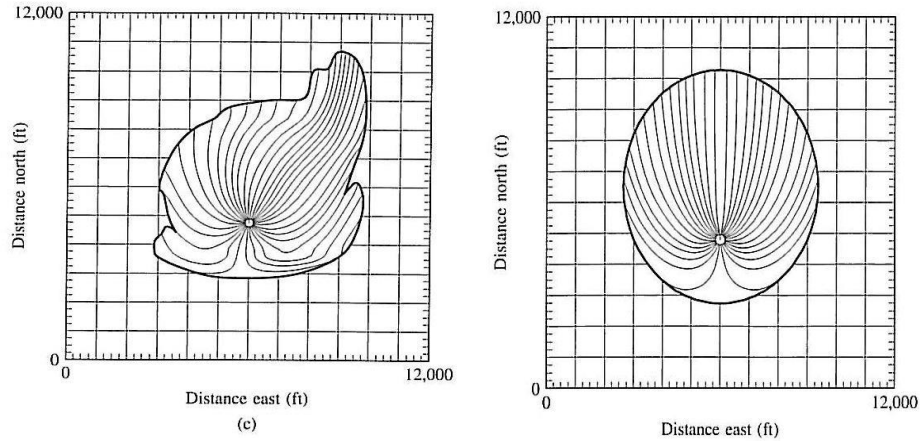 12,000
Distance north (ft)
0
0
12,000
Distance east (ft)
(c)
12,000
Distance north (ft)
0
0
12,000
Distance east (ft)